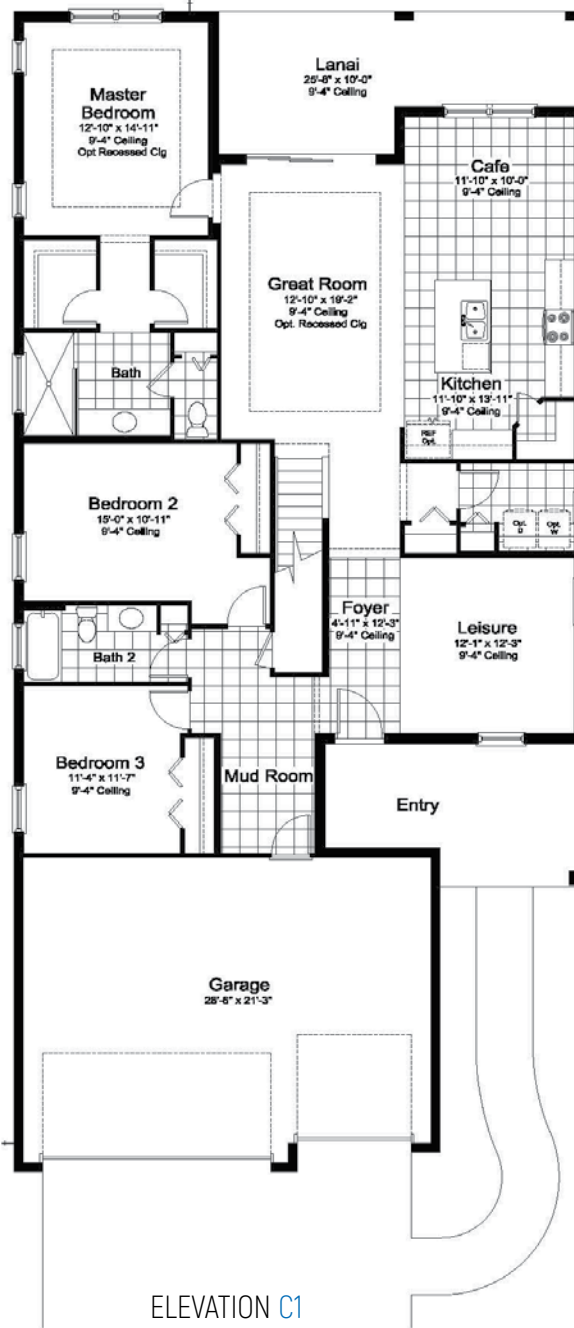 Lanai
25'-8" x 10'-0"
9'-4" Ceiling
Master
Bedroom
12'-10" x 14'-11"
9'-4" Ceiling
Opt Recessed Clg
Cafe
11'-10" x 10'-0"
9'-4" Ceiling
Great Room
12'-10" x 19'-2"
9'-4" Ceiling
Opt. Recessed Clg
Bath
Kitchen
11'-10" x 13'-11"
9'-4" Ceiling
REF
Opt.
Bedroom 2
15'-0" x 10'-11"
9'-4" Ceiling
Opt.
D
Opt.
W
Foyer
4'-11" x 12'-3"
9'-4" Ceiling
Leisure
12'-1" x 12'-3"
9'-4" Ceiling
Bath 2
Bedroom 3
11'-4" x 11'-7"
9'-4" Ceiling
Mud Room
Entry
Garage
28'-6" x 21'-3"
ELEVATION C1